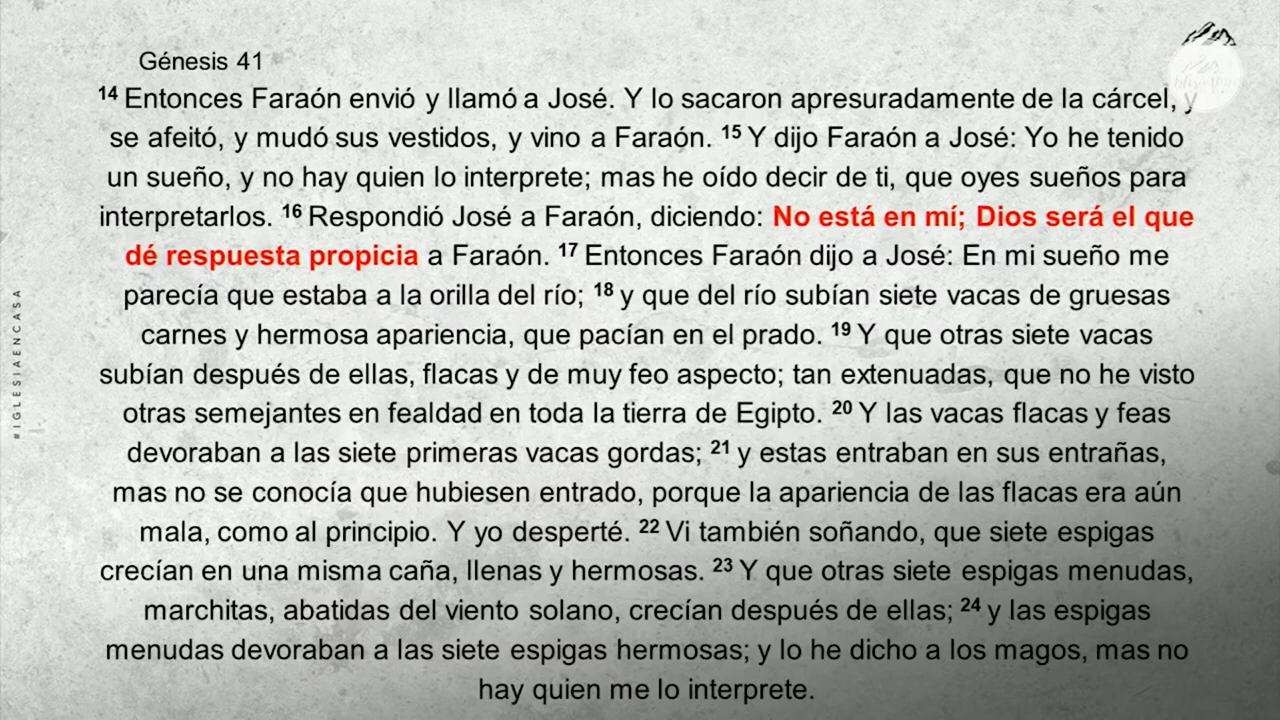 Génesis 41
14 Entonces Faraón envió y llamó a José. Y lo sacaron apresuradamente de la cárcel, y
se afeitó, y mudó sus vestidos, y vino a Faraón. 15 Y dijo Faraón a José: Yo he tenido
un sueño, y no hay quien lo interprete; mas he oído decir de ti, que oyes sueños para
interpretarlos. 16 Respondió José a Faraón, diciendo: No está en mí; Dios será el que
dé respuesta propicia a Faraón. 17 Entonces Faraón dijo a José: En mi sueño me
parecía que estaba a la orilla del río; 18 y que del río subían siete vacas de gruesas
carnes y hermosa apariencia, que pacían en el prado. 19 Y que otras siete vacas
subían después de ellas, flacas y de muy feo aspecto; tan extenuadas, que no he visto
otras semejantes en fealdad en toda la tierra de Egipto. 20 Y las vacas flacas y feas
devoraban a las siete primeras vacas gordas; 21 y estas entraban en sus entrañas,
mas no se conocía que hubiesen entrado, porque la apariencia de las flacas era aún
mala, como al principio. Y yo desperté. 22 Vi también soñando, que siete espigas
crecían en una misma caña, llenas y hermosas. 23 Y que otras siete espigas menudas,
marchitas, abatidas del viento solano, crecían después de ellas; 24 y las espigas
menudas devoraban a las siete espigas hermosas; y lo he dicho a los magos, mas no
hay quien me lo interprete.
#IGLESIAENCASA